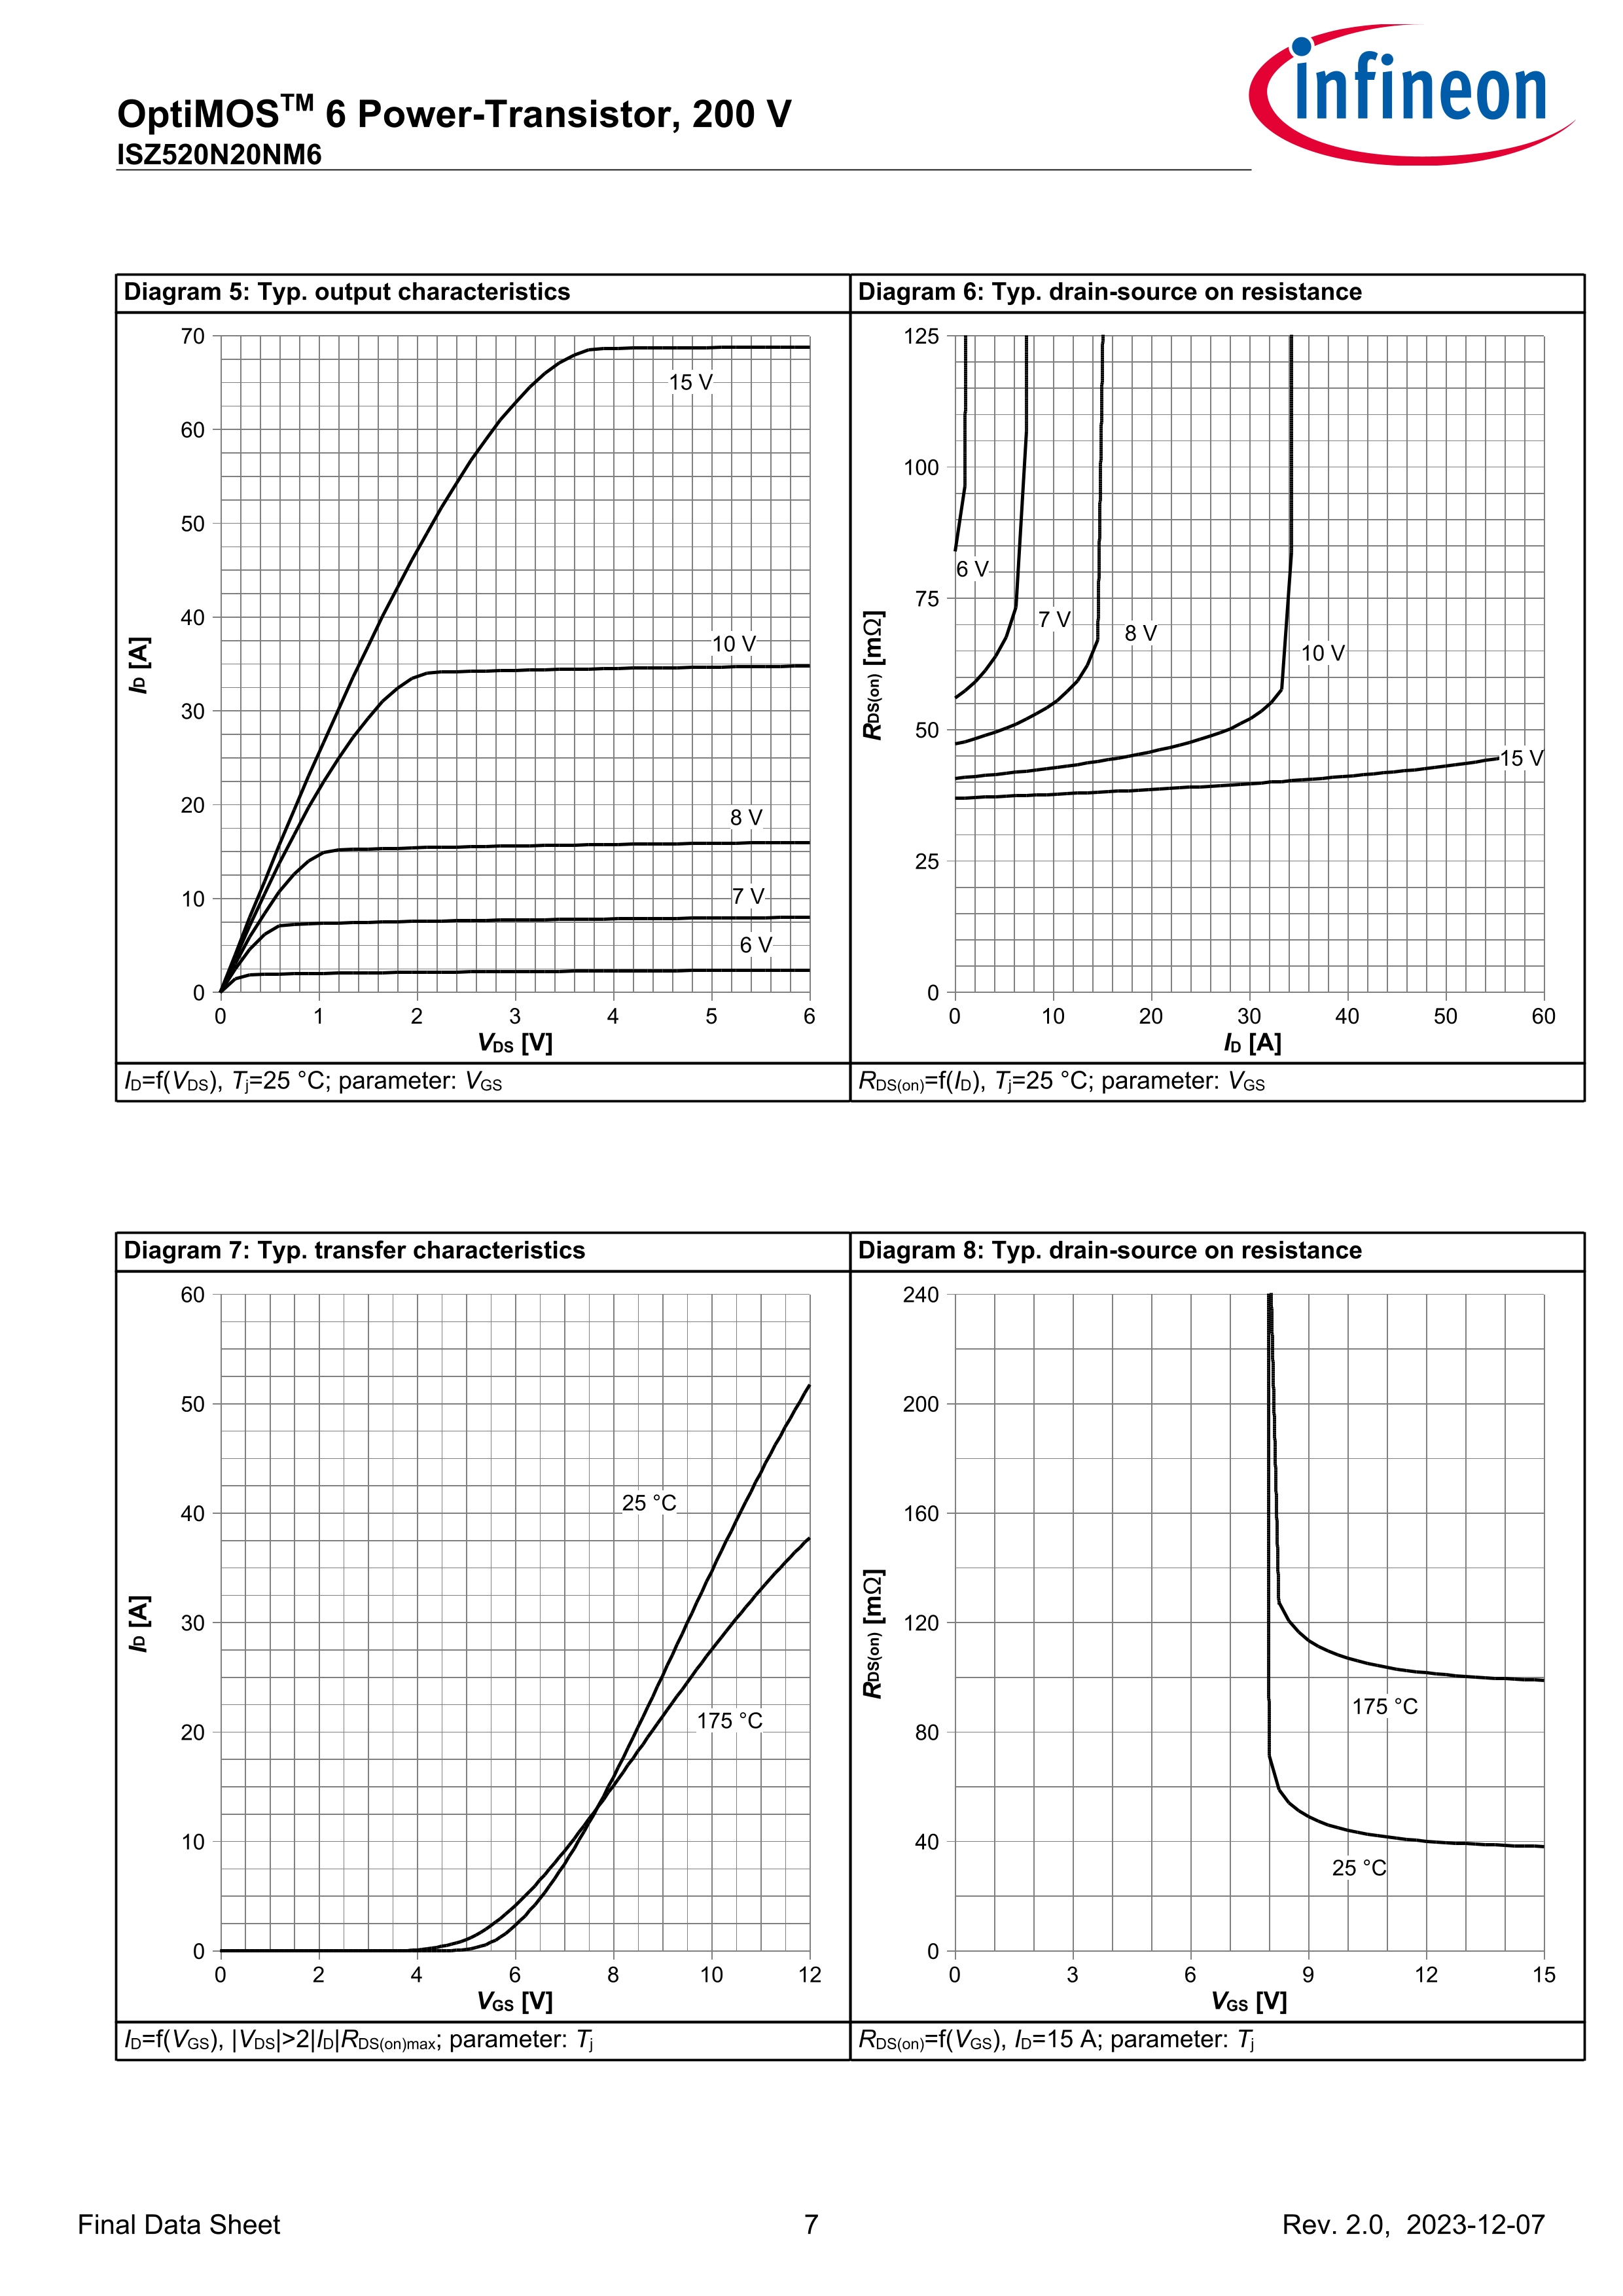 infineon
OptiMOS™ 6 Power-Transistor, 200 V
ISZ520N20NM6
Diagram 5: Typ. output characteristics
70
60
50
40
30
20
10
0
0 1 2 3 4 5 6
15 V
10 V
8 V
7 V
6 V
ID [A]
VDS [V]
ID=f(VDS), Tj=25 °C; parameter: VGS
Diagram 6: Typ. drain-source on resistance
125
100
75
50
25
0
0 10 20 30 40 50 60
6 V
7 V
8 V
10 V
15 V
RDS(on) [mΩ]
ID [A]
RDS(on)=f(ID), Tj=25 °C; parameter: VGS
Diagram 7: Typ. transfer characteristics
60
50
40
30
20
10
0
0 2 4 6 8 10 12
25 °C
175 °C
ID [A]
VGS [V]
ID=f(VGS), |VDS|>2|ID|RDS(on)max; parameter: Tj
Diagram 8: Typ. drain-source on resistance
240
200
160
120
80
40
0
0 3 6 9 12 15
175 °C
25 °C
RDS(on) [mΩ]
VGS [V]
RDS(on)=f(VGS), ID=15 A; parameter: Tj
Final Data Sheet
7
Rev. 2.0, 2023-12-07